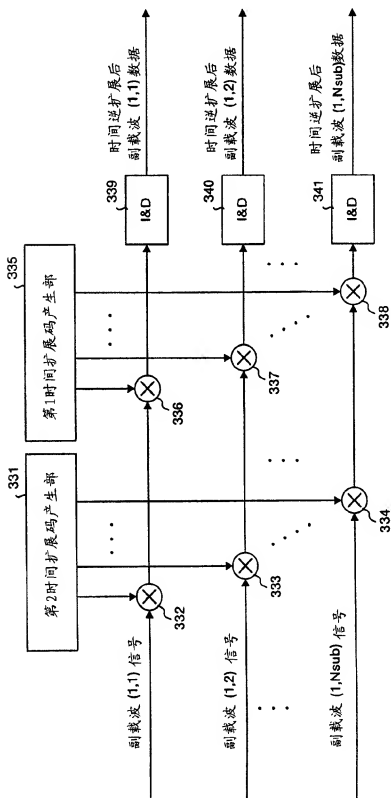 第2时间扩展码产生部
331
第1时间扩展码产生部
335
副载波 (1,1) 信号
332
336
339
I&D
时间逆扩展后
副载波 (1,1) 数据
副载波 (1,2) 信号
333
337
340
I&D
时间逆扩展后
副载波 (1,2) 数据
副载波 (1,Nsub) 信号
334
338
341
I&D
时间逆扩展后
副载波 (1,Nsub) 数据